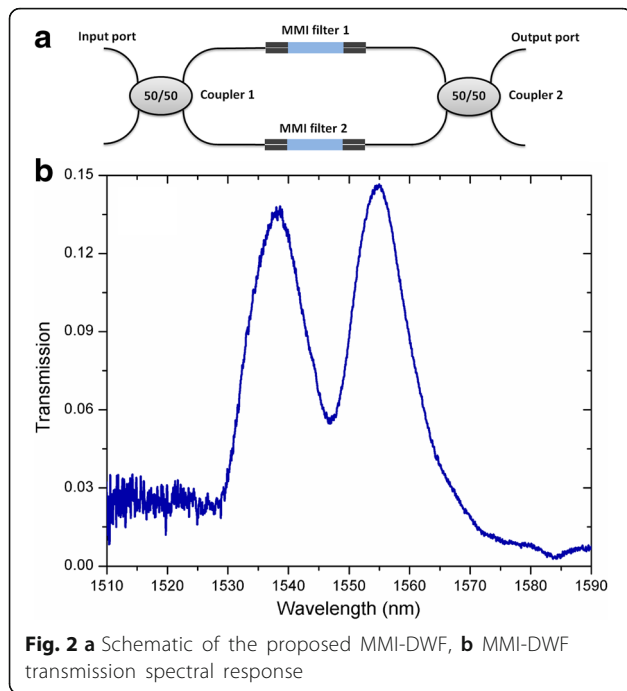 a
Input port
MMI filter 1
Output port
50/50
Coupler 1
50/50
Coupler 2
MMI filter 2
b
0.15
0.12
0.09
0.06
0.03
0.00
Transmission
1510 1520 1530 1540 1550 1560 1570 1580 1590
Wavelength (nm)
Fig. 2 a Schematic of the proposed MMI-DWF, b MMI-DWF
transmission spectral response